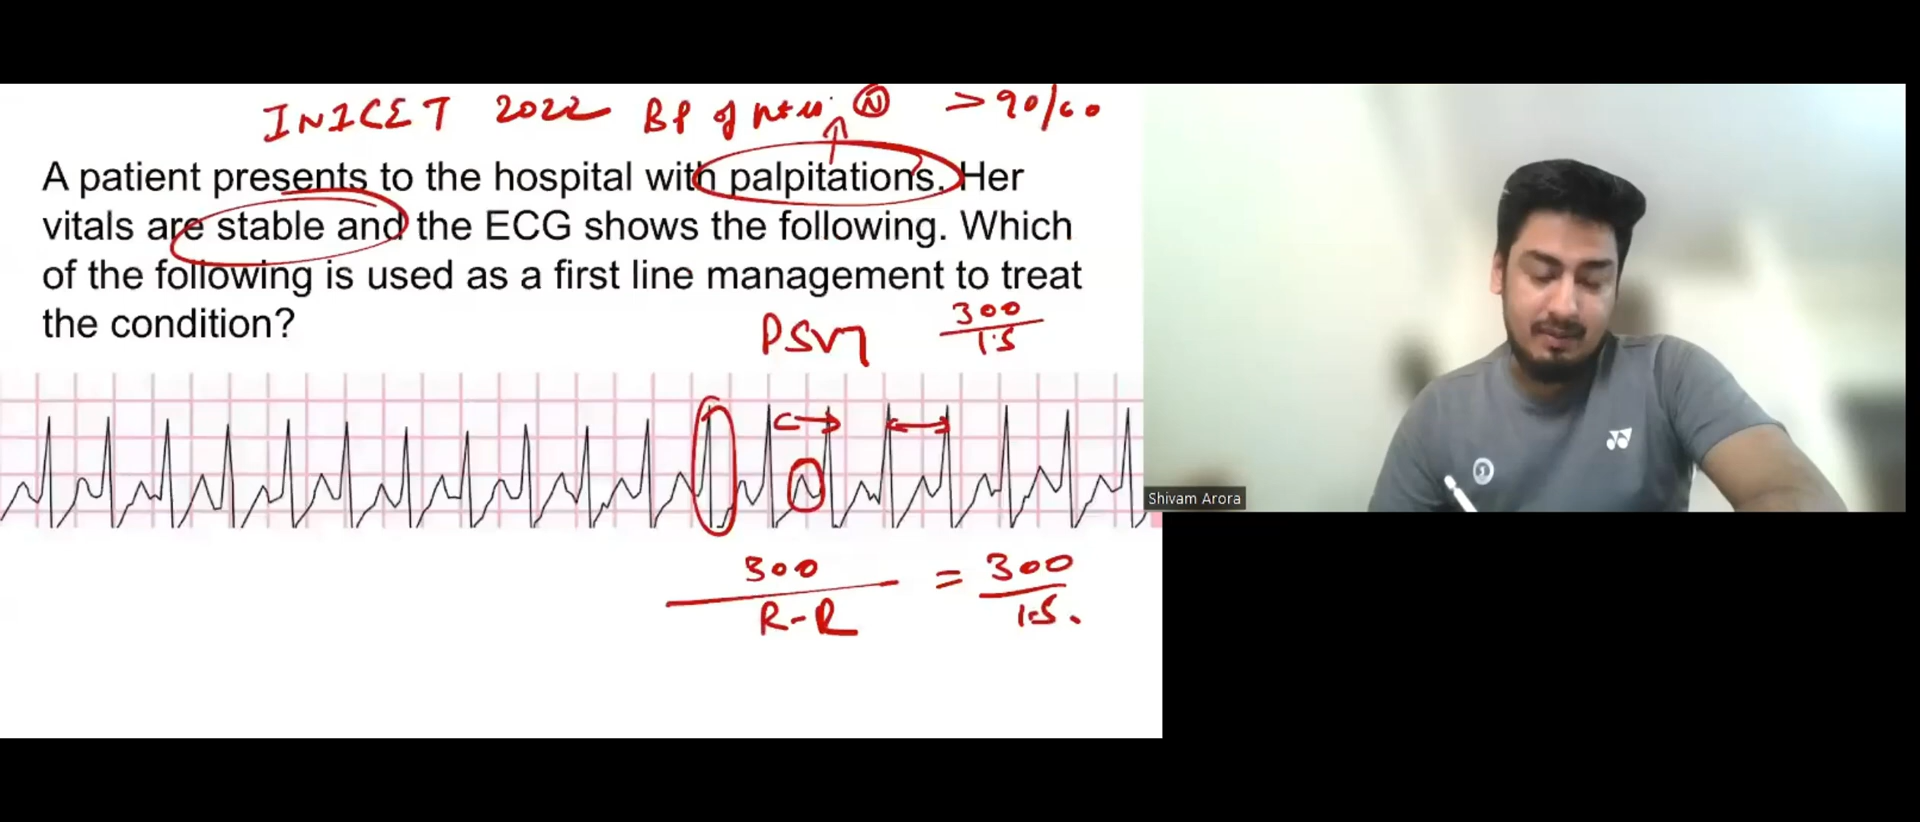 INICET 2022 BP of pt is Ⓝ >90/60
A patient presents to the hospital with palpitations. Her
vitals are stable and the ECG shows the following. Which
of the following is used as a first line management to treat
the condition?
PSVT
300
1.5
300
R-R
= 300
1.5.
Shivam Arora